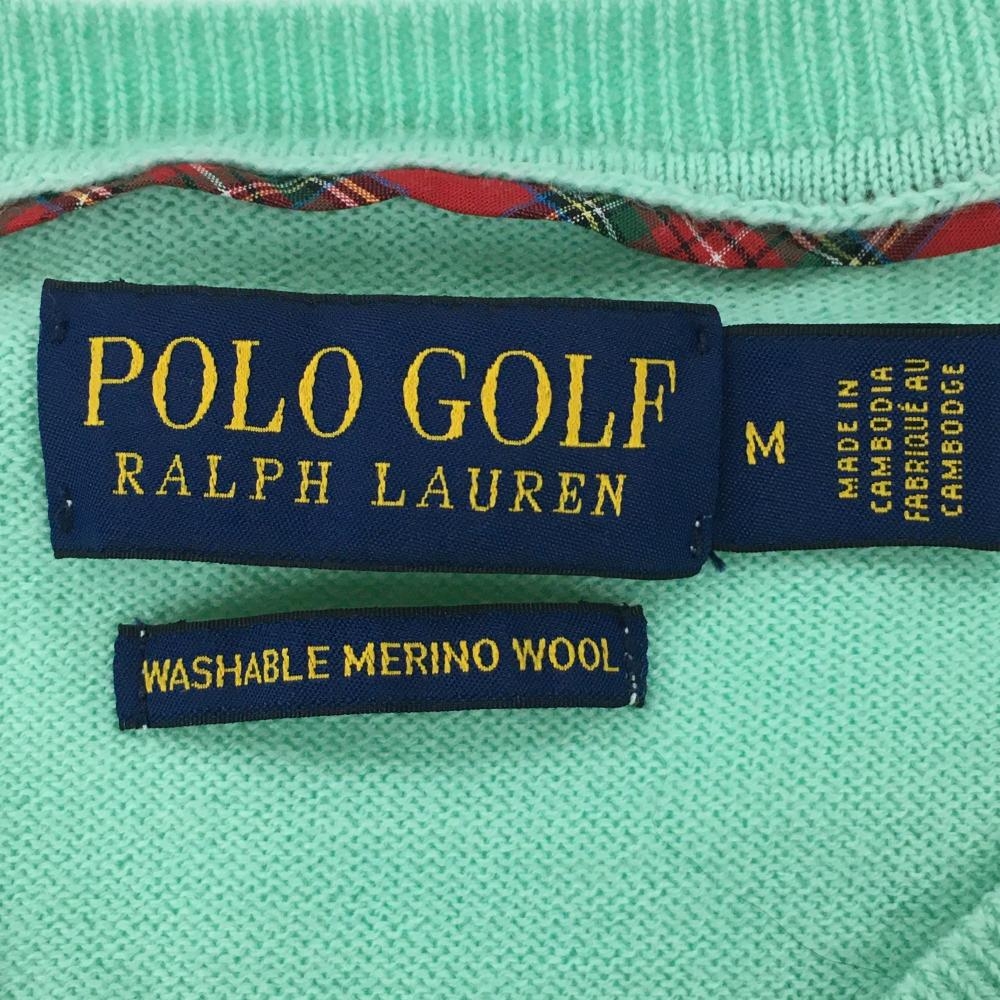 POLO GOLF
RALPH LAUREN
M
MADE IN
CAMBODIA
FABRIQUÉ AU
CAMBODGE
WASHABLE MERINO WOOL